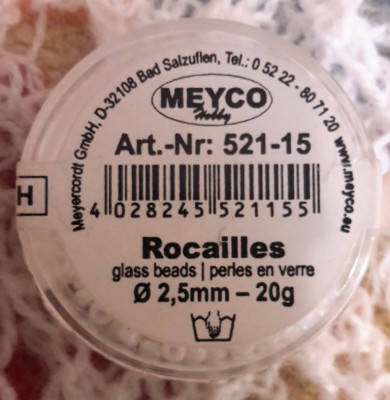 Meyercordt GmbH, D-32108 Bad Salzuflen, Tel.: 0 52 22 - 80 71 20 www.meyco.eu
MEYCO
Hobby
Art.-Nr: 521-15
4 028245 521155
H
Rocailles
glass beads | perles en verre
Ø 2,5mm – 20g